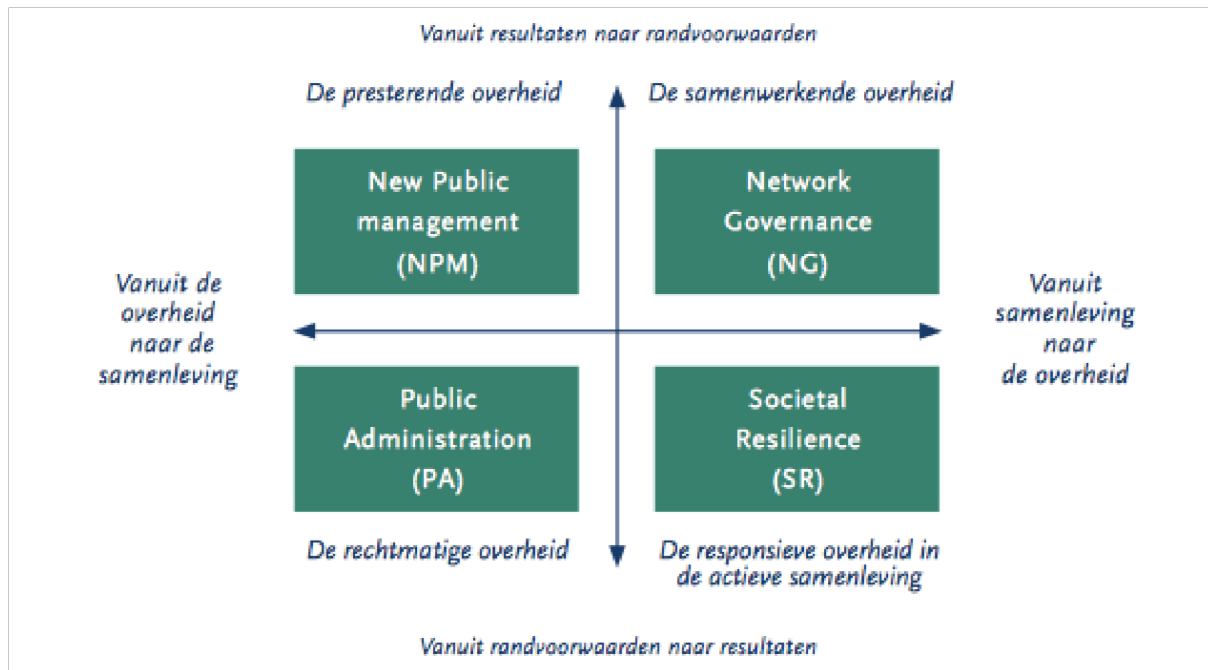 Vanuit resultaten naar randvoorwaarden
De presterende overheid
De samenwerkende overheid
New Public
management
(NPM)
Network
Governance
(NG)
Vanuit de
overheid
naar de
samenleving
Vanuit
samenleving
naar
de overheid
Public
Administration
(PA)
Societal
Resilience
(SR)
De rechtmatige overheid
De responsieve overheid in
de actieve samenleving
Vanuit randvoorwaarden naar resultaten